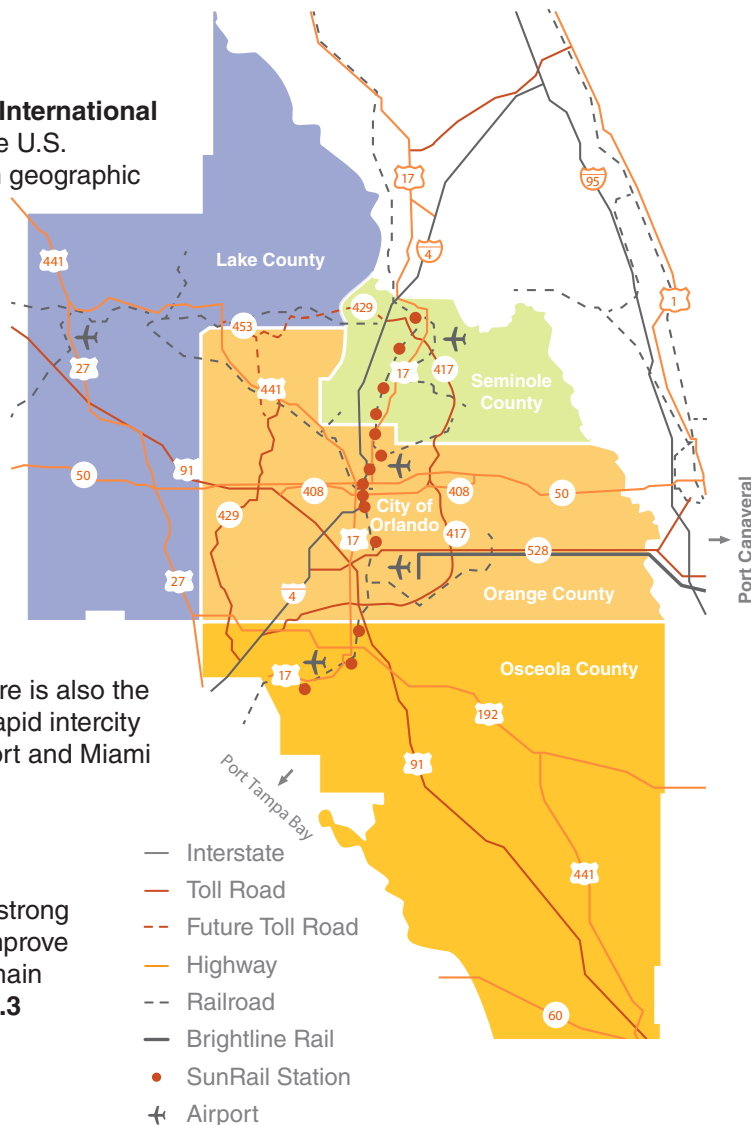 International
e U.S.
n geographic
17
95
4
441
Lake County
1
429
453
27
17
417
Seminole
County
441
91
50
408
408
50
City of
Orlando
429
417
17
528
Port Canaveral
27
4
Orange County
re is also the
apid intercity
ort and Miami
17
Osceola County
192
91
Port Tampa Bay
441
60
strong
nprove
nain
.3
Interstate
Toll Road
Future Toll Road
Highway
Railroad
Brightline Rail
SunRail Station
Airport